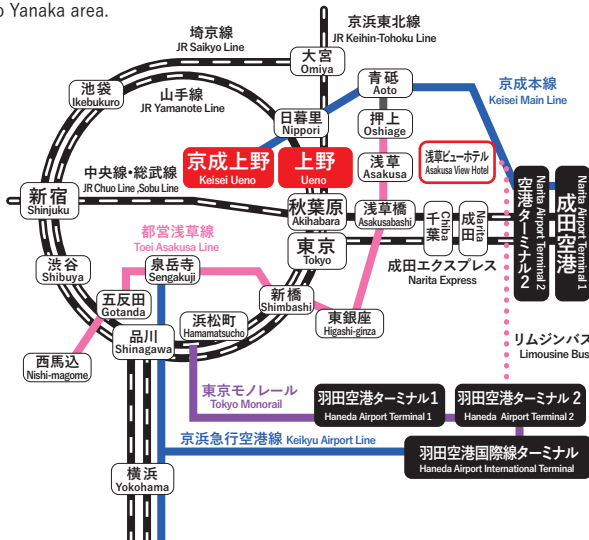 o Yanaka area.
埼京線
JR Saikyo Line
京浜東北線
JR Keihin-Tohoku Line
大宮
Omiya
池袋
Ikebukuro
山手線
JR Yamanote Line
青砥
Aoto
京成本線
Keisei Main Line
日暮里
Nippori
押上
Oshiage
京成上野
Keisei Ueno
上野
Ueno
浅草
Asakusa
浅草ビューホテル
Asakusa View Hotel
中央線・総武線
JR Chuo Line ,Sobu Line
新宿
Shinjuku
秋葉原
Akihabara
浅草橋
Asakusabashi
千葉
Chiba
成田
Narita
空港ターミナル2
Narita Airport Terminal 2
成田空港
Narita Airport Terminal 1
都営浅草線
Toei Asakusa Line
東京
Tokyo
成田エクスプレス
Narita Express
渋谷
Shibuya
泉岳寺
Sengakuji
五反田
Gotanda
新橋
Shimbashi
東銀座
Higashi-ginza
浜松町
Hamamatsucho
品川
Shinagawa
西馬込
Nishi-magome
リムジンバス
Limousine Bus
東京モノレール
Tokyo Monorail
羽田空港ターミナル1
Haneda Airport Terminal 1
羽田空港ターミナル2
Haneda Airport Terminal 2
京浜急行空港線 Keikyu Airport Line
羽田空港国際線ターミナル
Haneda Airport International Terminal
横浜
Yokohama